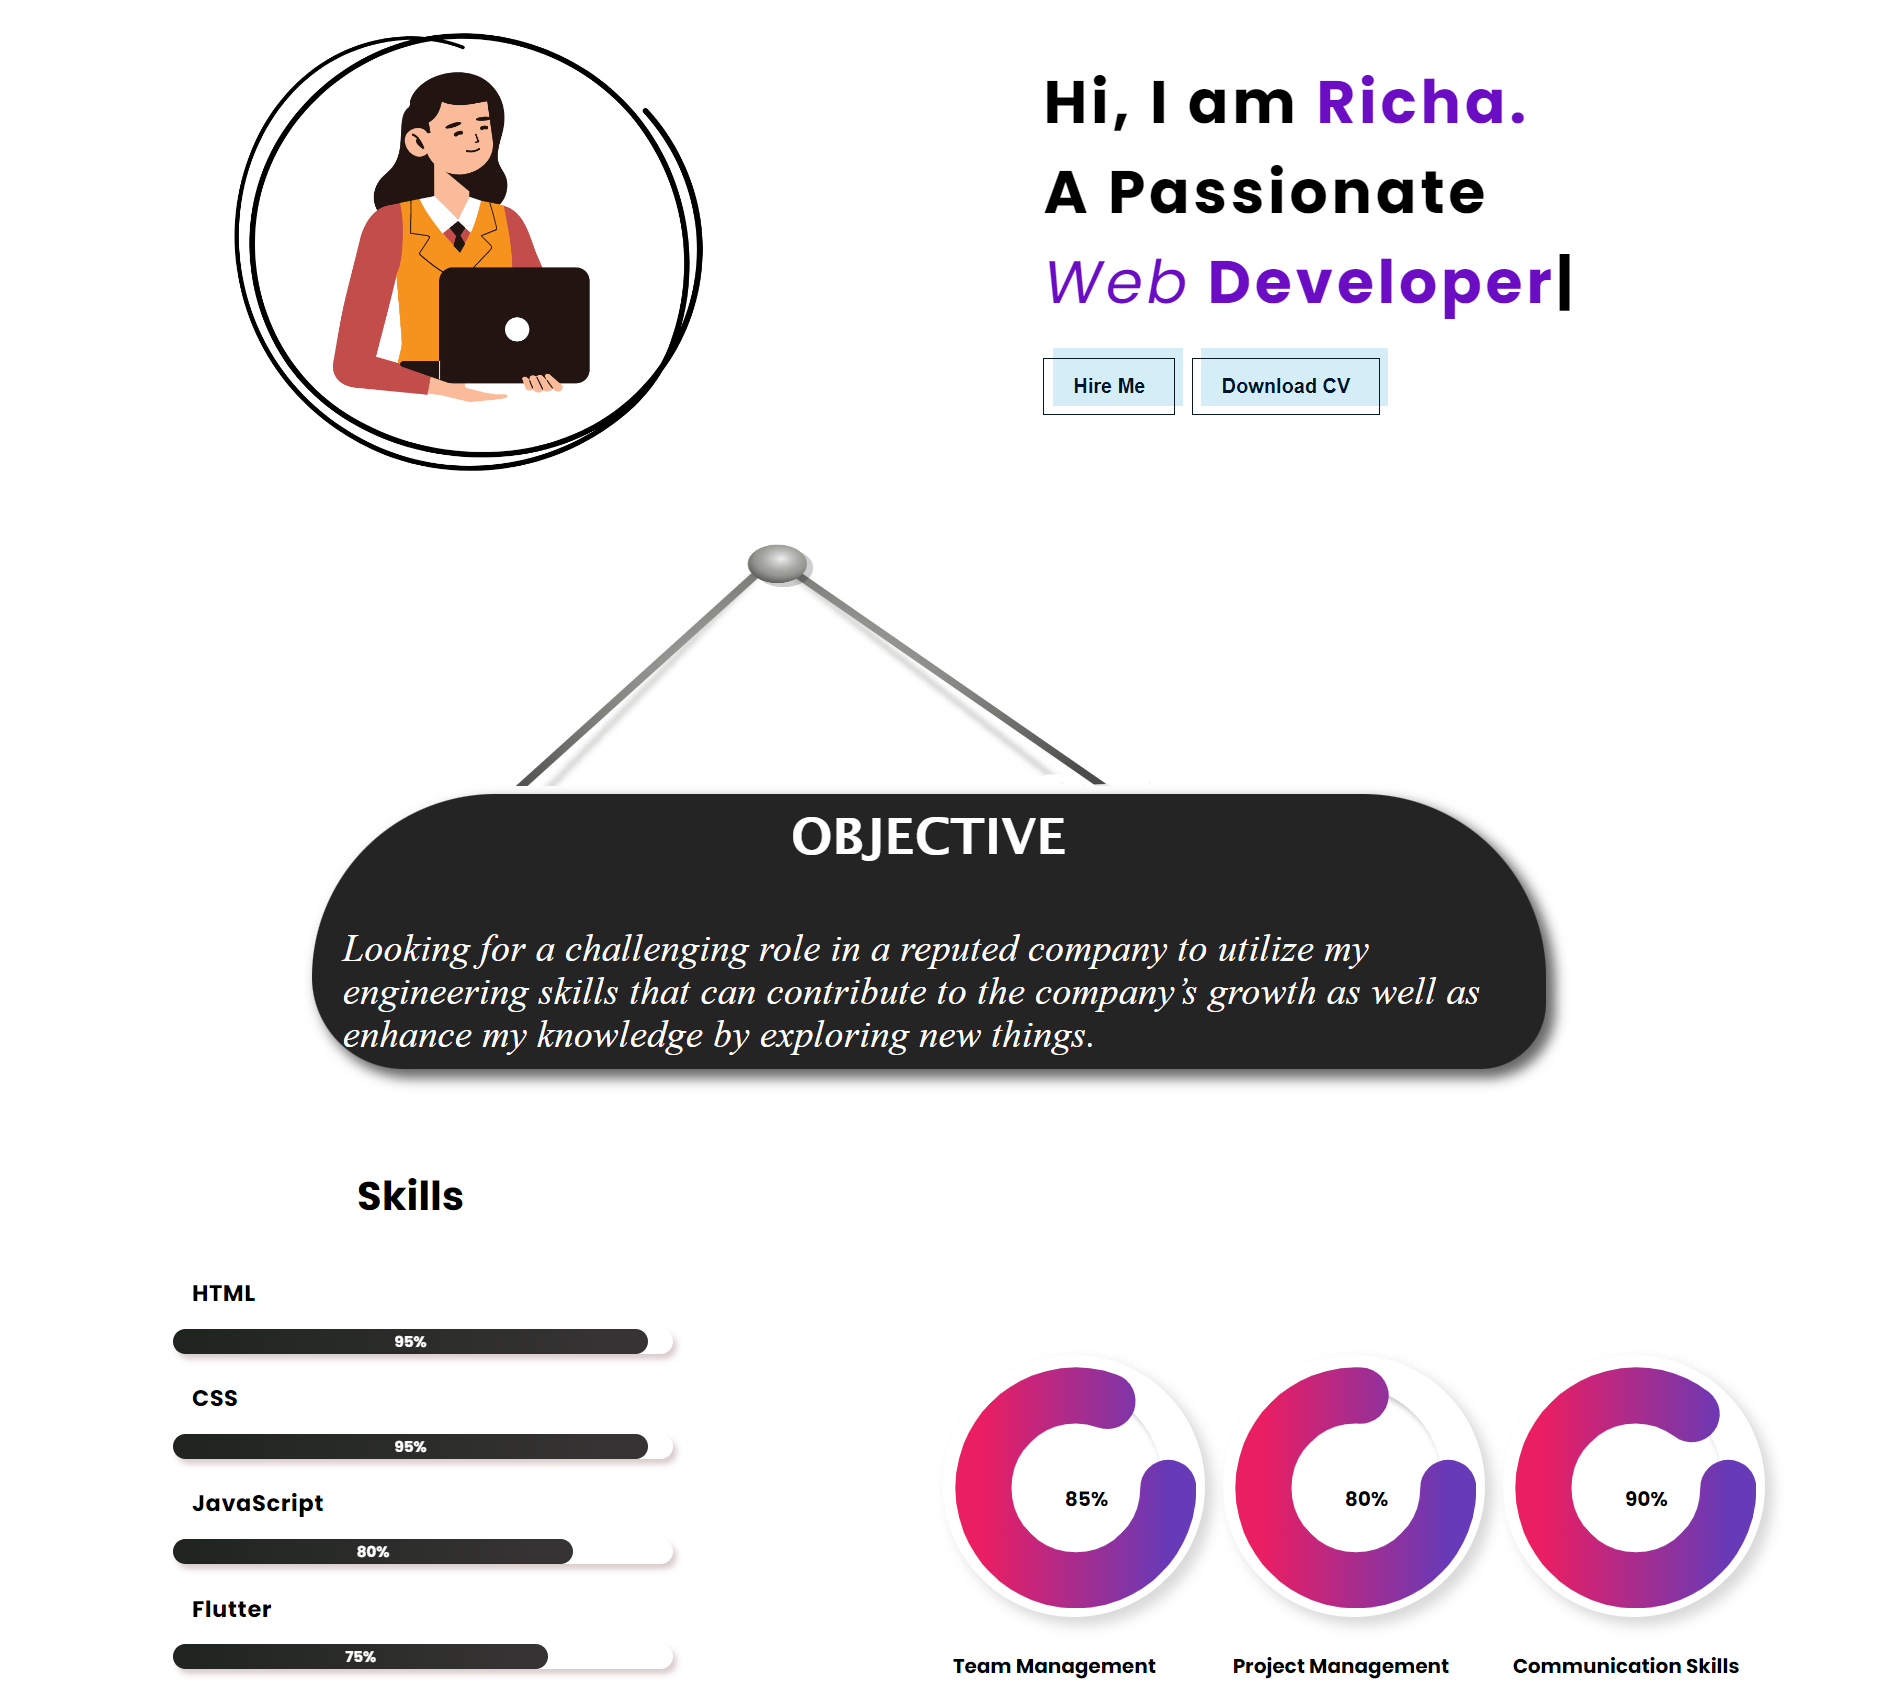 Hi, I am Richa.
A Passionate
Web Developer|
Hire Me
Download CV
OBJECTIVE
Looking for a challenging role in a reputed company to utilize my
engineering skills that can contribute to the company’s growth as well as
enhance my knowledge by exploring new things.
Skills
HTML
95%
CSS
95%
JavaScript
80%
Flutter
75%
85%
80%
90%
Team Management
Project Management
Communication Skills